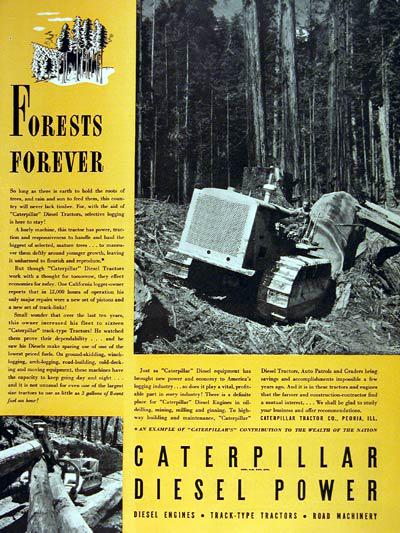 FORESTS
FOREVER
So long as there is earth to hold the roots of
trees, and rain and sun to feed them, this coun-
try will never lack timber. For, with the aid of
"Caterpillar" Diesel Tractors, selective logging
is here to stay!
A burly machine, this tractor has power, trac-
tion and responsiveness to handle and haul the
biggest of selected, mature trees . . . to maneu-
ver them deftly around younger growth, leaving
it unharmed to flourish and reproduce.*
But though "Caterpillar" Diesel Tractors
work with a thought for tomorrow, they effect
economies for today. One California logger-owner
reports that in 12,000 hours of operation his
only major repairs were a new set of pistons and
a new set of track-links!
Small wonder that over the last ten years,
this owner increased his fleet to sixteen
"Caterpillar" track-type Tractors! He watched
them prove their dependability . . . and he
saw his Diesels make sparing use of one of the
lowest priced fuels. On ground-skidding, winch-
logging, arch-logging, road-building, cold-deck-
ing and moving equipment, these machines have
the capacity to keep going day and night . . .
and it is not unusual for even one of the largest
size tractors to use as little as 3 gallons of
fuel an hour!
Just as "Caterpillar" Diesel equipment has
brought new power and economy to America's
logging industry . . . so does it play a vital, profit-
able part in every industry! There is a definite
place for "Caterpillar" Diesel Engines in oil-
drilling, mining, milling and ginning. To high-
way building and maintenance, "Caterpillar"
Diesel Tractors, Auto Patrols and Graders bring
savings and accomplishments impossible a few
years ago. And it is in these tractors and engines
that the farmer and construction-contractor find
a mutual interest. . . . We shall be glad to study
your business and offer recommendations.
CATERPILLAR TRACTOR CO., PEORIA, ILL.
*AN EXAMPLE OF "CATERPILLAR'S" CONTRIBUTION TO THE WEALTH OF THE NATION
CATERPILLAR
DIESEL POWER
DIESEL ENGINES • TRACK-TYPE TRACTORS • ROAD MACHINERY